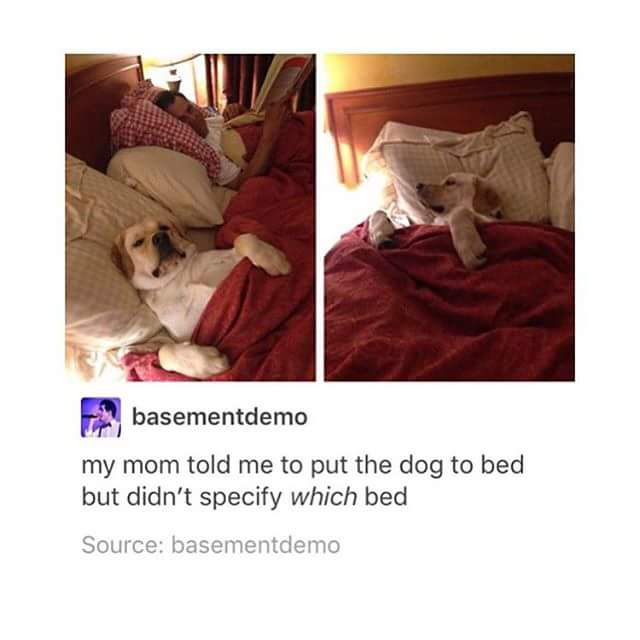 basementdemo
my mom told me to put the dog to bed
but didn't specify which bed
Source: basementdemo